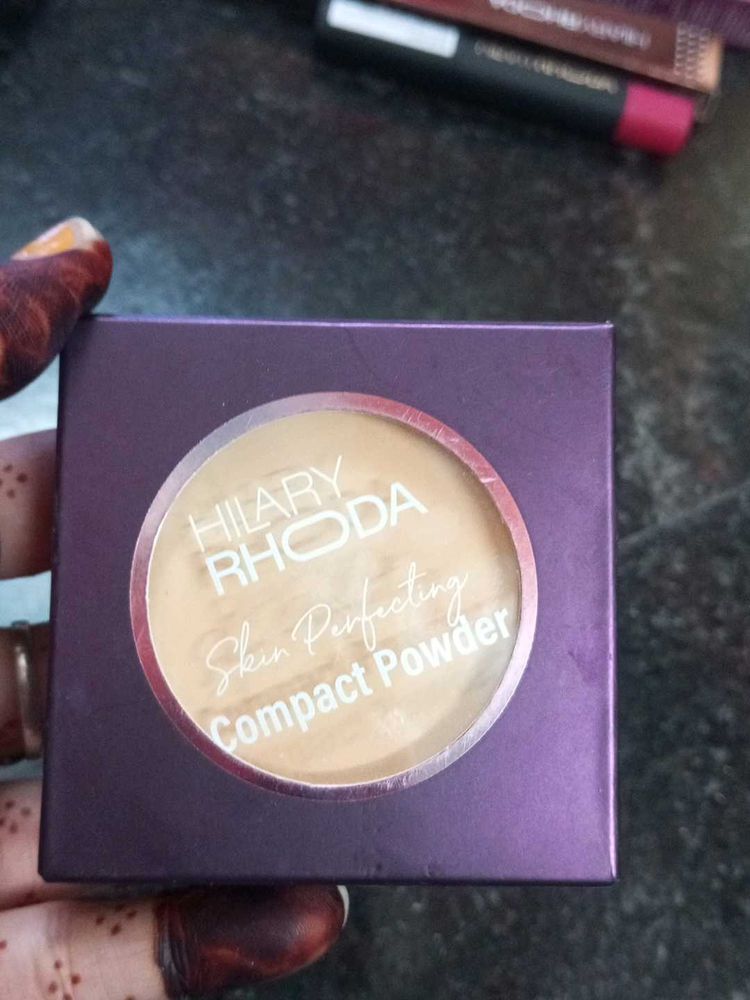 HILARY
RHODA
Skin Perfecting
Compact Powder